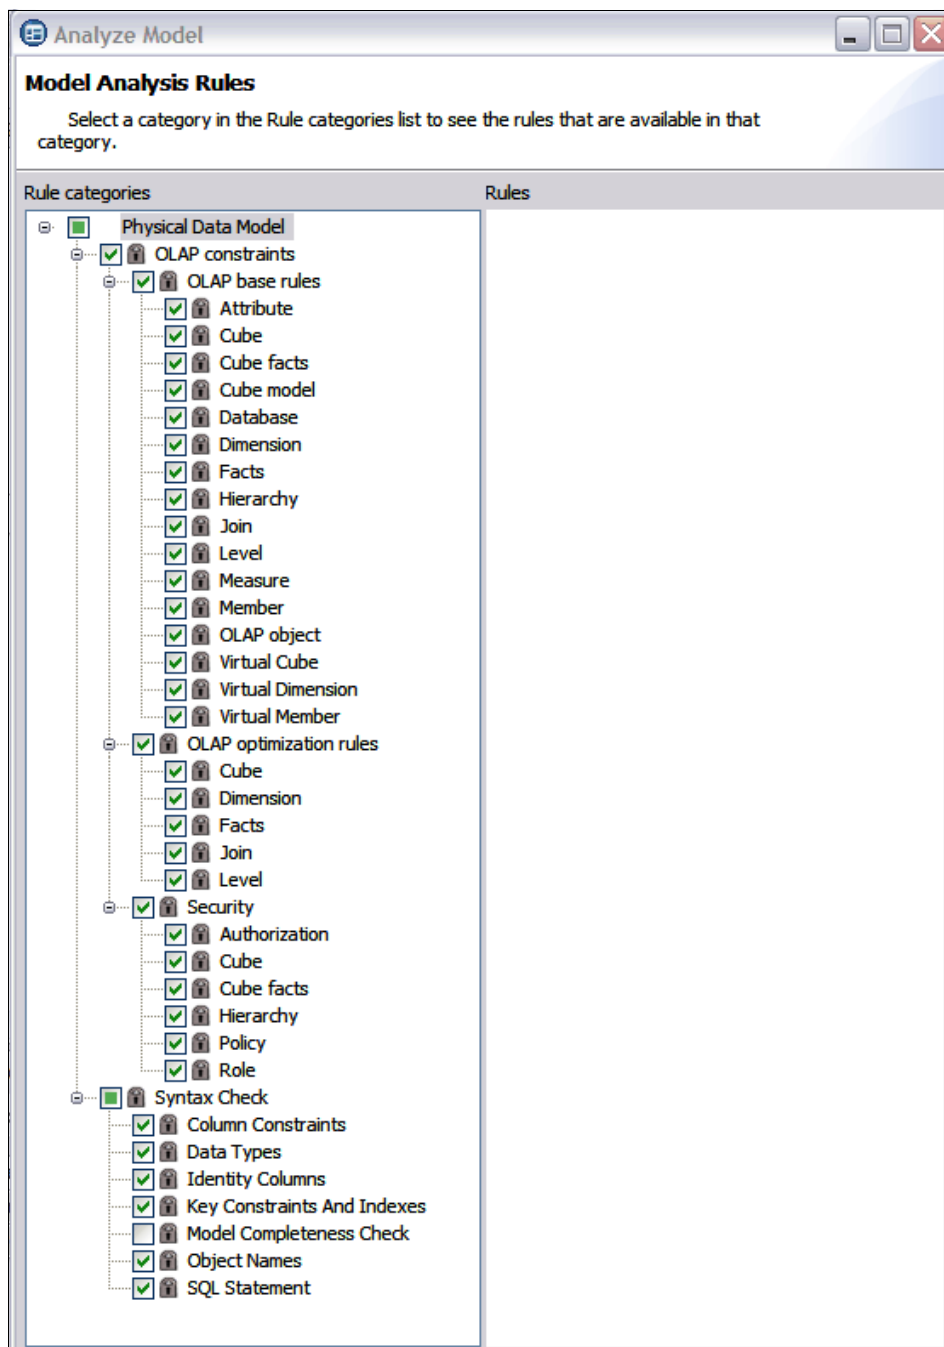 Analyze Model
Model Analysis Rules
Select a category in the Rule categories list to see the rules that are available in that
category.
Rule categories
Rules
Physical Data Model
OLAP constraints
OLAP base rules
Attribute
Cube
Cube facts
Cube model
Database
Dimension
Facts
Hierarchy
Join
Level
Measure
Member
OLAP object
Virtual Cube
Virtual Dimension
Virtual Member
OLAP optimization rules
Cube
Dimension
Facts
Join
Level
Security
Authorization
Cube
Cube facts
Hierarchy
Policy
Role
Syntax Check
Column Constraints
Data Types
Identity Columns
Key Constraints And Indexes
Model Completeness Check
Object Names
SQL Statement